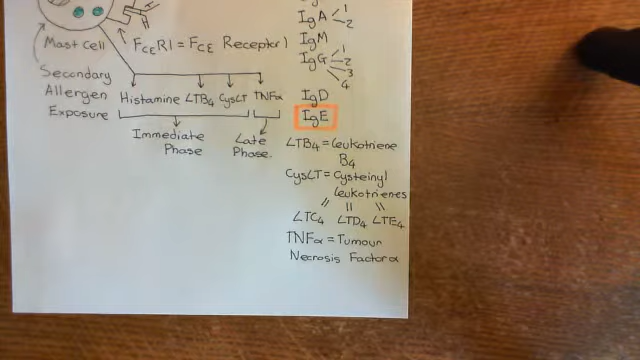 Mast Cell
FcεRI = Fcε Receptor I
Secondary
Allergen
Exposure
Histamine LTB4 CysLT TNFα
Immediate
Phase
Late
Phase.
IgA 1
2
IgM
IgG 1
2
3
4
IgD
IgE
LTB4 = Leukotriene
B4
CysLT = Cysteinyl
Leukotrienes
LTC4 LTD4 LTE4
TNFα = Tumour
Necrosis Factor α